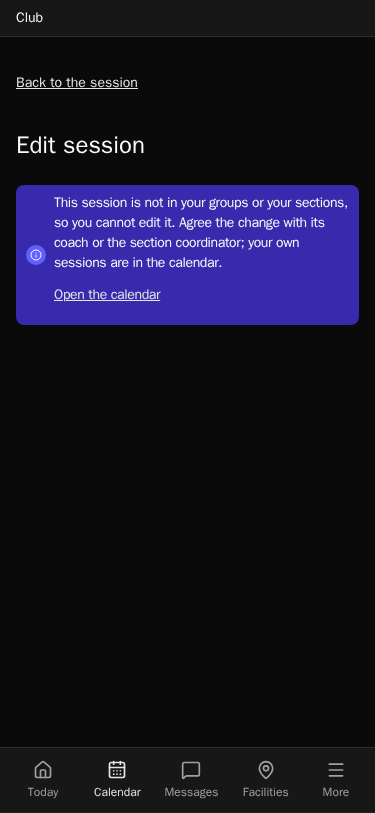 Club
Back to the session
Edit session
This session is not in your groups or your sections,
so you cannot edit it. Agree the change with its
coach or the section coordinator; your own
sessions are in the calendar.
Open the calendar
Today
Calendar
Messages
Facilities
More